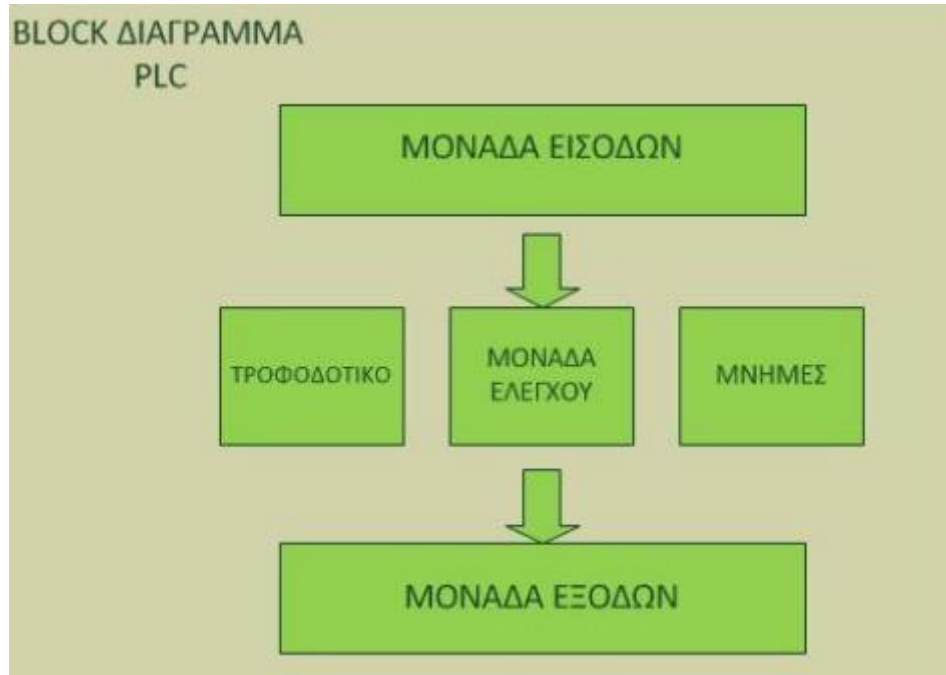 BLOCK ΔΙΑΓΡΑΜΜΑ
PLC
ΜΟΝΑΔΑ ΕΙΣΟΔΩΝ
ΤΡΟΦΟΔΟΤΙΚΟ
ΜΟΝΑΔΑ
ΕΛΕΓΧΟΥ
ΜΝΗΜΕΣ
ΜΟΝΑΔΑ ΕΞΟΔΩΝ